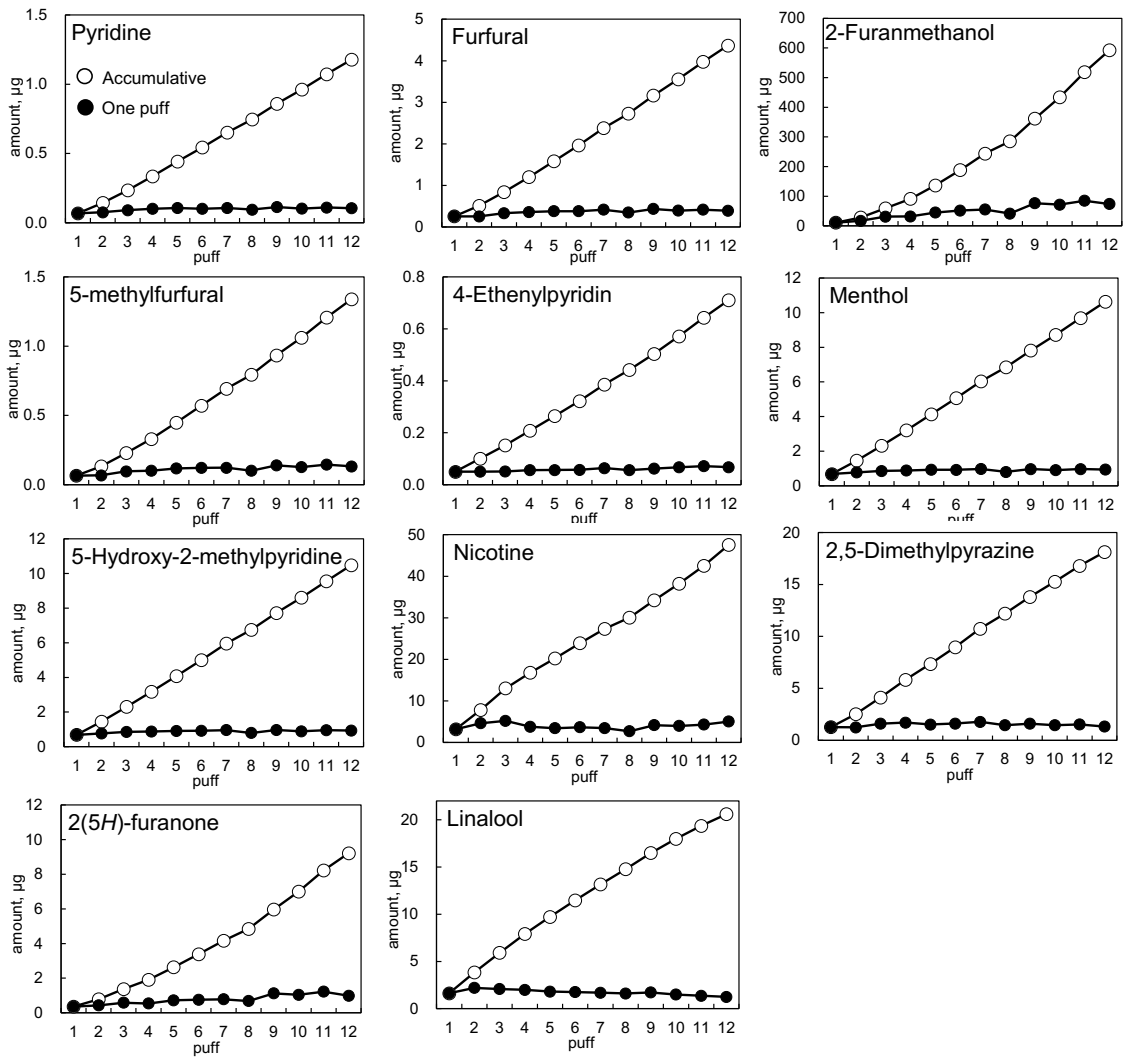 Pyridine
Accumulative
One puff
amount, µg
1.5
1.0
0.5
0.0
1 2 3 4 5 6 7 8 9 10 11 12
puff
Furfural
amount, µg
5
4
3
2
1
0
1 2 3 4 5 6 7 8 9 10 11 12
puff
2-Furanmethanol
amount, µg
700
600
500
400
300
200
100
0
1 2 3 4 5 6 7 8 9 10 11 12
puff
5-methylfurfural
amount, µg
1.5
1.0
0.5
0.0
1 2 3 4 5 6 7 8 9 10 11 12
puff
4-Ethenylpyridin
amount, µg
0.8
0.6
0.4
0.2
0.0
1 2 3 4 5 6 7 8 9 10 11 12
puff
Menthol
amount, µg
12
10
8
6
4
2
0
1 2 3 4 5 6 7 8 9 10 11 12
puff
5-Hydroxy-2-methylpyridine
amount, µg
12
10
8
6
4
2
0
1 2 3 4 5 6 7 8 9 10 11 12
puff
Nicotine
amount, µg
50
40
30
20
10
0
1 2 3 4 5 6 7 8 9 10 11 12
puff
2,5-Dimethylpyrazine
amount, µg
20
15
10
5
0
1 2 3 4 5 6 7 8 9 10 11 12
puff
2(5H)-furanone
amount, µg
12
10
8
6
4
2
0
1 2 3 4 5 6 7 8 9 10 11 12
puff
Linalool
amount, µg
20
15
10
5
0
1 2 3 4 5 6 7 8 9 10 11 12
puff